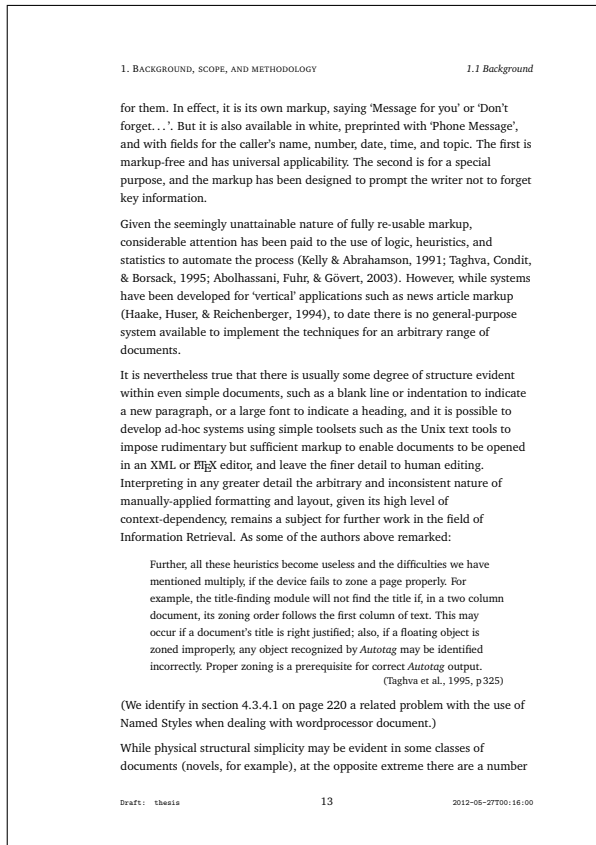 1. Background, scope, and methodology 1.1 Background
for them. In effect, it is its own markup, saying ‘Message for you’ or ‘Don’t
forget. . . ’. But it is also available in white, preprinted with ‘Phone Message’,
and with fields for the caller’s name, number, date, time, and topic. The first is
markup-free and has universal applicability. The second is for a special
purpose, and the markup has been designed to prompt the writer not to forget
key information.
Given the seemingly unattainable nature of fully re-usable markup,
considerable attention has been paid to the use of logic, heuristics, and
statistics to automate the process (Kelly & Abrahamson, 1991; Taghva, Condit,
& Borsack, 1995; Abolhassani, Fuhr, & Gövert, 2003). However, while systems
have been developed for ‘vertical’ applications such as news article markup
(Haake, Huser, & Reichenberger, 1994), to date there is no general-purpose
system available to implement the techniques for an arbitrary range of
documents.
It is nevertheless true that there is usually some degree of structure evident
within even simple documents, such as a blank line or indentation to indicate
a new paragraph, or a large font to indicate a heading, and it is possible to
develop ad-hoc systems using simple toolsets such as the Unix text tools to
impose rudimentary but sufficient markup to enable documents to be opened
in an XML or LATEX editor, and leave the finer detail to human editing.
Interpreting in any greater detail the arbitrary and inconsistent nature of
manually-applied formatting and layout, given its high level of
context-dependency, remains a subject for further work in the field of
Information Retrieval. As some of the authors above remarked:
Further, all these heuristics become useless and the difficulties we have
mentioned multiply, if the device fails to zone a page properly. For
example, the title-finding module will not find the title if, in a two column
document, its zoning order follows the first column of text. This may
occur if a document’s title is right justified; also, if a floating object is
zoned improperly, any object recognized by Autotag may be identified
incorrectly. Proper zoning is a prerequisite for correct Autotag output.
(Taghva et al., 1995, p 325)
(We identify in section 4.3.4.1 on page 220 a related problem with the use of
Named Styles when dealing with wordprocessor document.)
While physical structural simplicity may be evident in some classes of
documents (novels, for example), at the opposite extreme there are a number
Draft: thesis 13 2012-05-27T00:16:00